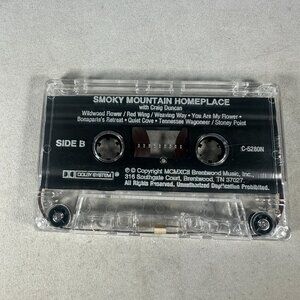 SMOKY MOUNTAIN HOMEPLACE
with Craig Duncan
Wildwood Flower / Red Wing / Weaving Way • You Are My Flower •
Bonaparte's Retreat • Quiet Cove • Tennessee Wagoneer / Stoney Point
SIDE B
C-5280N
DOLBY SYSTEM
℗ © Copyright MCMXCII Brentwood Music, Inc.
316 Southgate Court, Brentwood, TN 37027
All Rights Reserved. Unauthorized Duplication Prohibited.